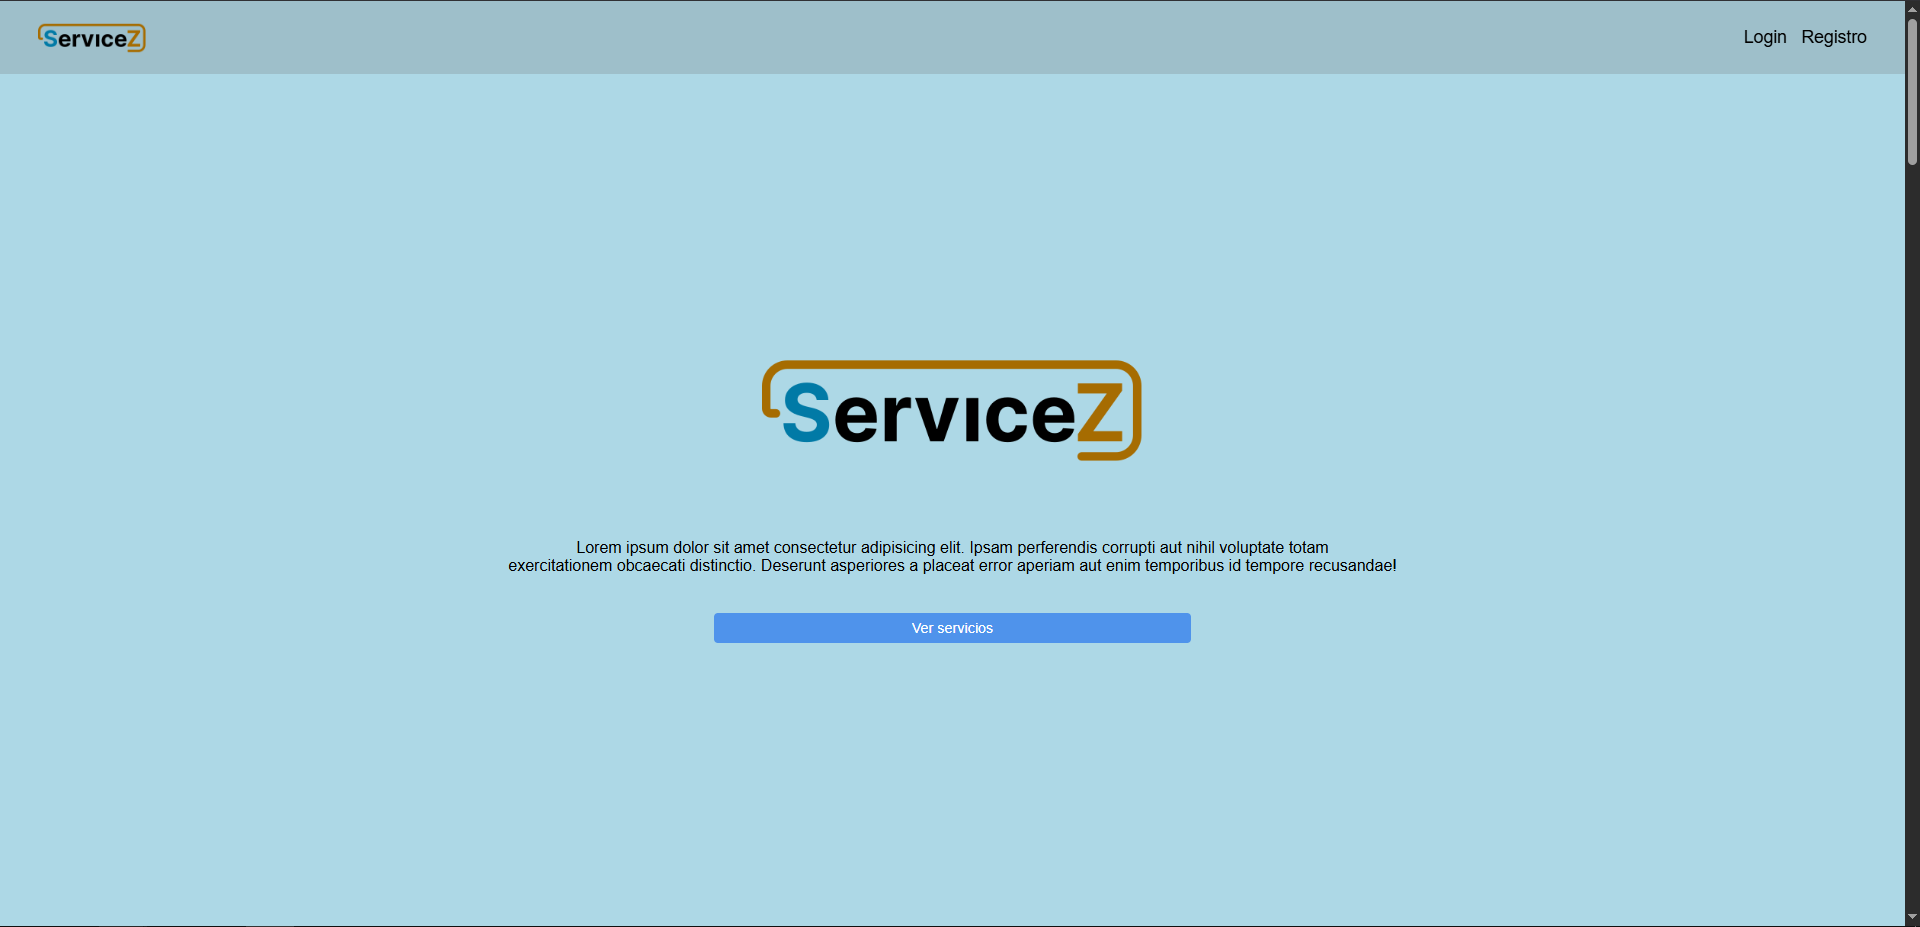 ServiceZ
Login Registro
ServiceZ
Lorem ipsum dolor sit amet consectetur adipisicing elit. Ipsam perferendis corrupti aut nihil voluptate totam
exercitationem obcaecati distinctio. Deserunt asperiores a placeat error aperiam aut enim temporibus id tempore recusandae!
Ver servicios